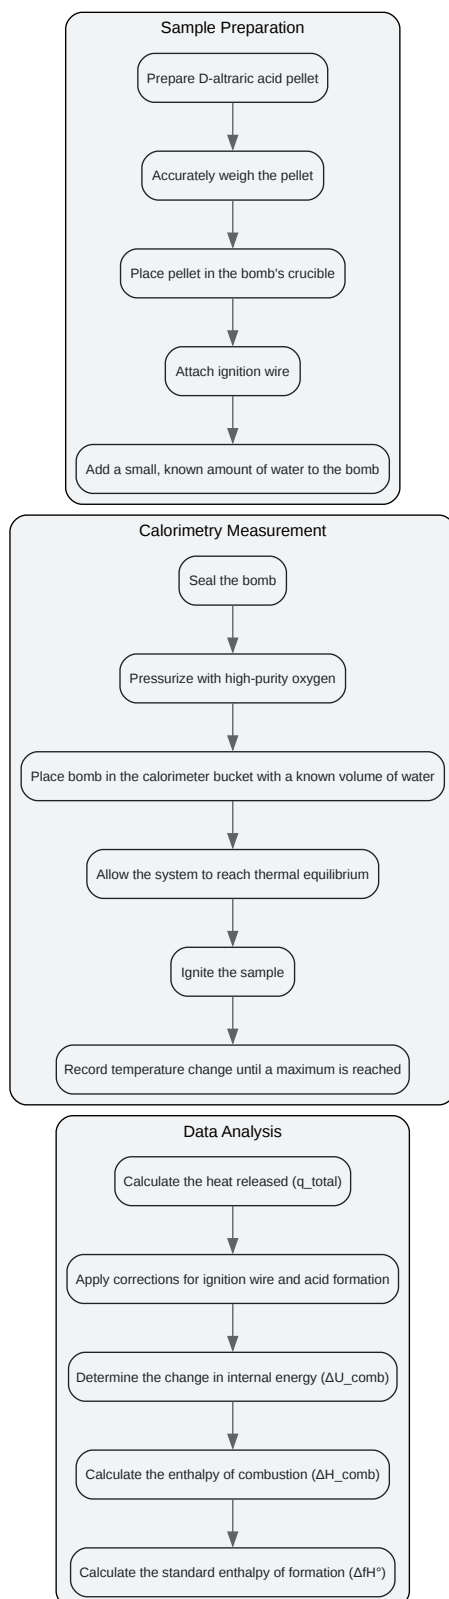 Sample Preparation
Prepare D-altraric acid pellet
Accurately weigh the pellet
Place pellet in the bomb's crucible
Attach ignition wire
Add a small, known amount of water to the bomb
Calorimetry Measurement
Seal the bomb
Pressurize with high-purity oxygen
Place bomb in the calorimeter bucket with a known volume of water
Allow the system to reach thermal equilibrium
Ignite the sample
Record temperature change until a maximum is reached
Data Analysis
Calculate the heat released (q_total)
Apply corrections for ignition wire and acid formation
Determine the change in internal energy (ΔU_comb)
Calculate the enthalpy of combustion (ΔH_comb)
Calculate the standard enthalpy of formation (ΔfH°)